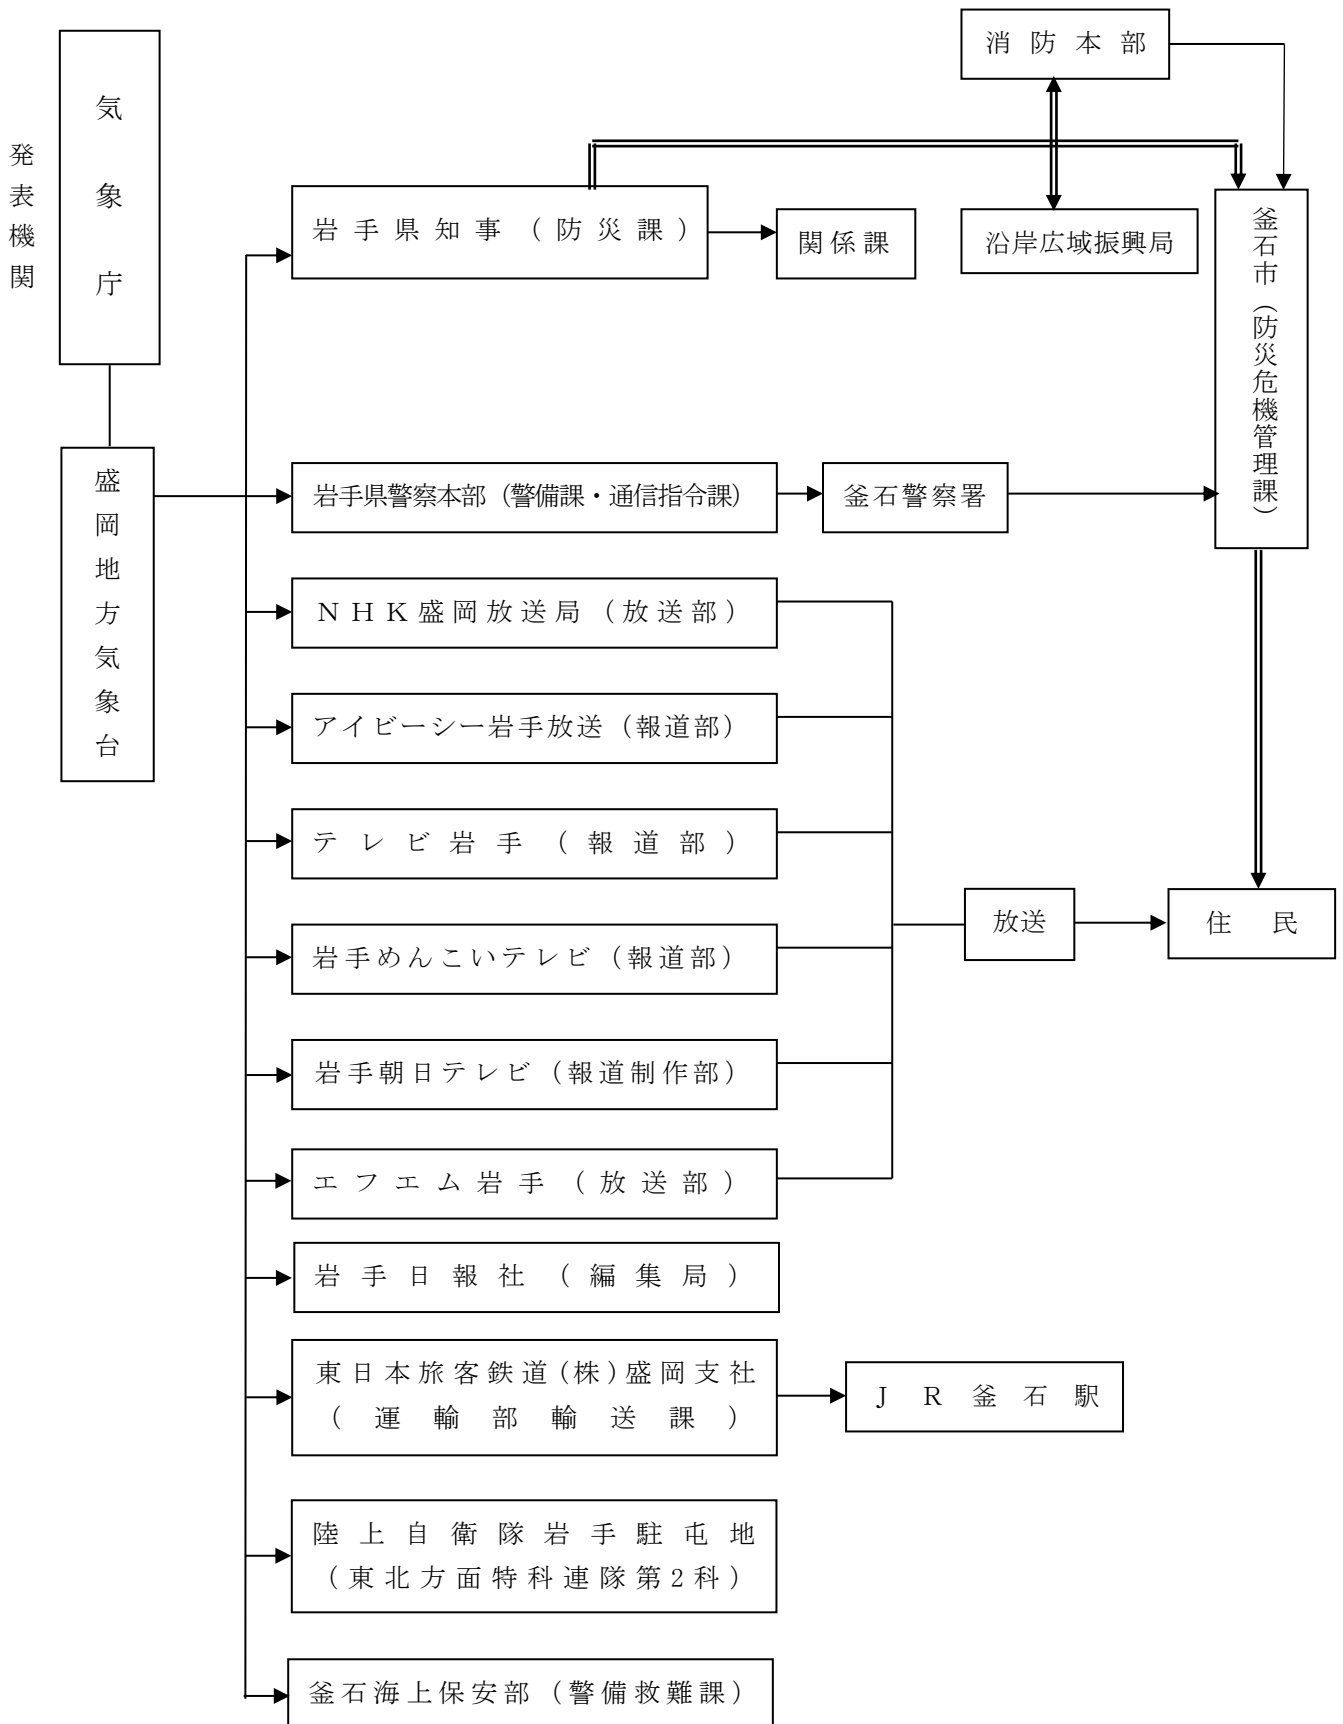 発表機関
気象庁
盛岡地方気象台
消防本部
岩手県知事（防災課）
関係課
沿岸広域振興局
釜石市（防災危機管理課）
岩手県警察本部（警備課・通信指令課）
釜石警察署
ＮＨＫ盛岡放送局（放送部）
アイビーシー岩手放送（報道部）
テレビ岩手（報道部）
岩手めんこいテレビ（報道部）
放送
住民
岩手朝日テレビ（報道制作部）
エフエム岩手（放送部）
岩手日報社（編集局）
東日本旅客鉄道(株)盛岡支社
（運輸部輸送課）
ＪＲ釜石駅
陸上自衛隊岩手駐屯地
（東北方面特科連隊第２科）
釜石海上保安部（警備救難課）